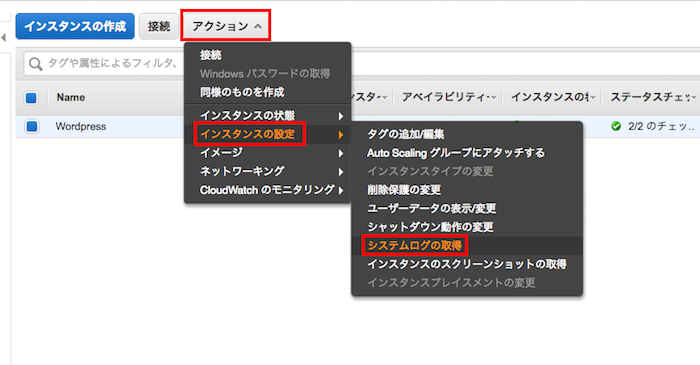 インスタンスの作成 接続 アクション
タグや属性によるフィルタ、
接続
Windows パスワードの取得
同様のものを作成
Name アベイラビリティ・ ステータスチェッ
インスタンスの状態
Wordpress インスタンスの設定 タグの追加/編集 2/2 のチェッ...
イメージ Auto Scaling グループにアタッチする
ネットワーキング インスタンスタイプの変更
CloudWatch のモニタリング 削除保護の変更
ユーザーデータの表示/変更
シャットダウン動作の変更
システムログの取得
インスタンスのスクリーンショットの取得
インスタンスプレイスメントの変更